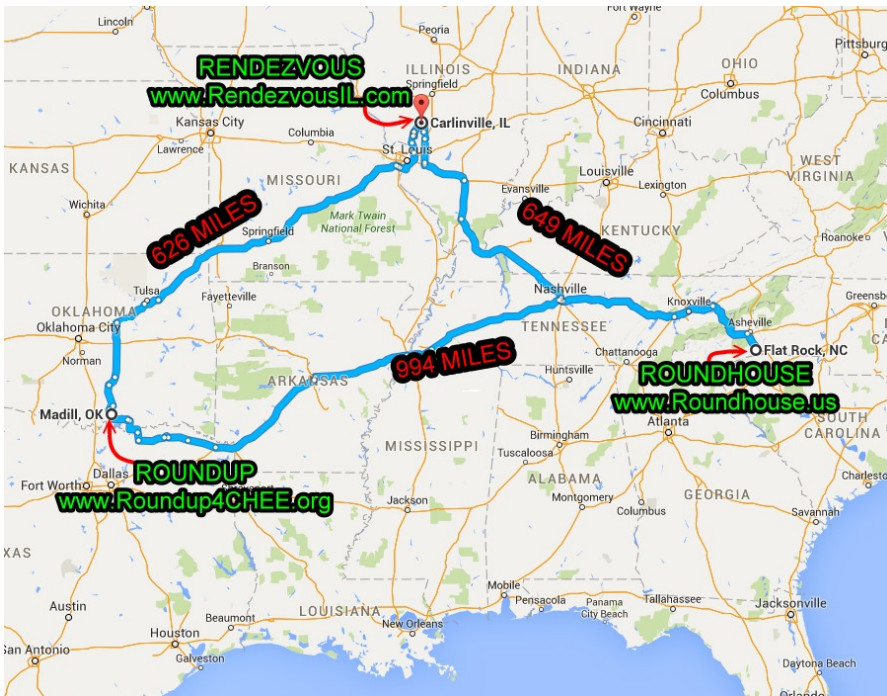 Lincoln
Peoria
Fort Wayne
OHIO
Pittsburg
RENDEZVOUS
www.RendezvousIL.com
ILLINOIS
Springfield
INDIANA
Columbus
Kansas City
Lawrence
Columbia
Carlinville, IL
Cincinnati
KANSAS
St. Louis
MISSOURI
WEST
VIRGINIA
Wichita
626 MILES
Mark Twain
National Forest
Evansville
Louisville
Lexington
Springfield
649 MILES
KENTUCKY
Roanoke
Branson
OKLAHOMA
Tulsa
Fayetteville
Nashville
Knoxville
Greensb
Oklahoma City
TENNESSEE
Asheville
Norman
994 MILES
Chattanooga
Flat Rock, NC
ARKANSAS
Huntsville
ROUNDHOUSE
www.Roundhouse.us
Madill, OK
SOUTH
CAROLINA
Atlanta
MISSISSIPPI
Birmingham
Tuscaloosa
Dallas
ROUNDUP
Fort Worth
www.Roundup4CHEE.org
ALABAMA
GEORGIA
Charlesto
Jackson
Montgomery
Columbus
Savannah
XAS
LOUISIANA
Mobile
Tallahassee
Austin
Beaumont
Pensacola
Panama
City Beach
Jacksonville
Houston
New Orleans
San Antonio
Galveston
Daytona Beach
Orlando